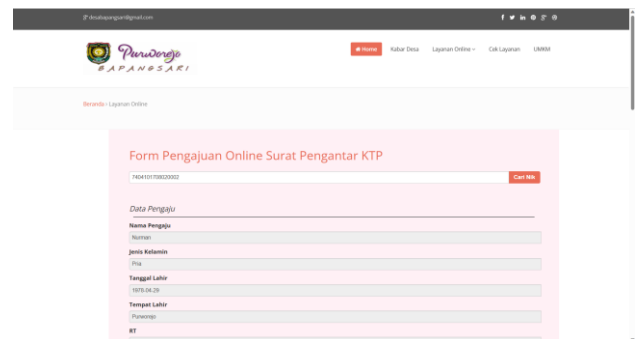 desabapangsari@gmail.com
Purworejo
BAPANGSARI
Home Kabar Desa Layanan Online Cek Layanan UMKM
Beranda › Layanan Online
Form Pengajuan Online Surat Pengantar KTP
7404101708020002 Cari Nik
Data Pengaju
Nama Pengaju
Norman
Jenis Kelamin
Pria
Tanggal Lahir
1978-04-29
Tempat Lahir
Purworejo
RT